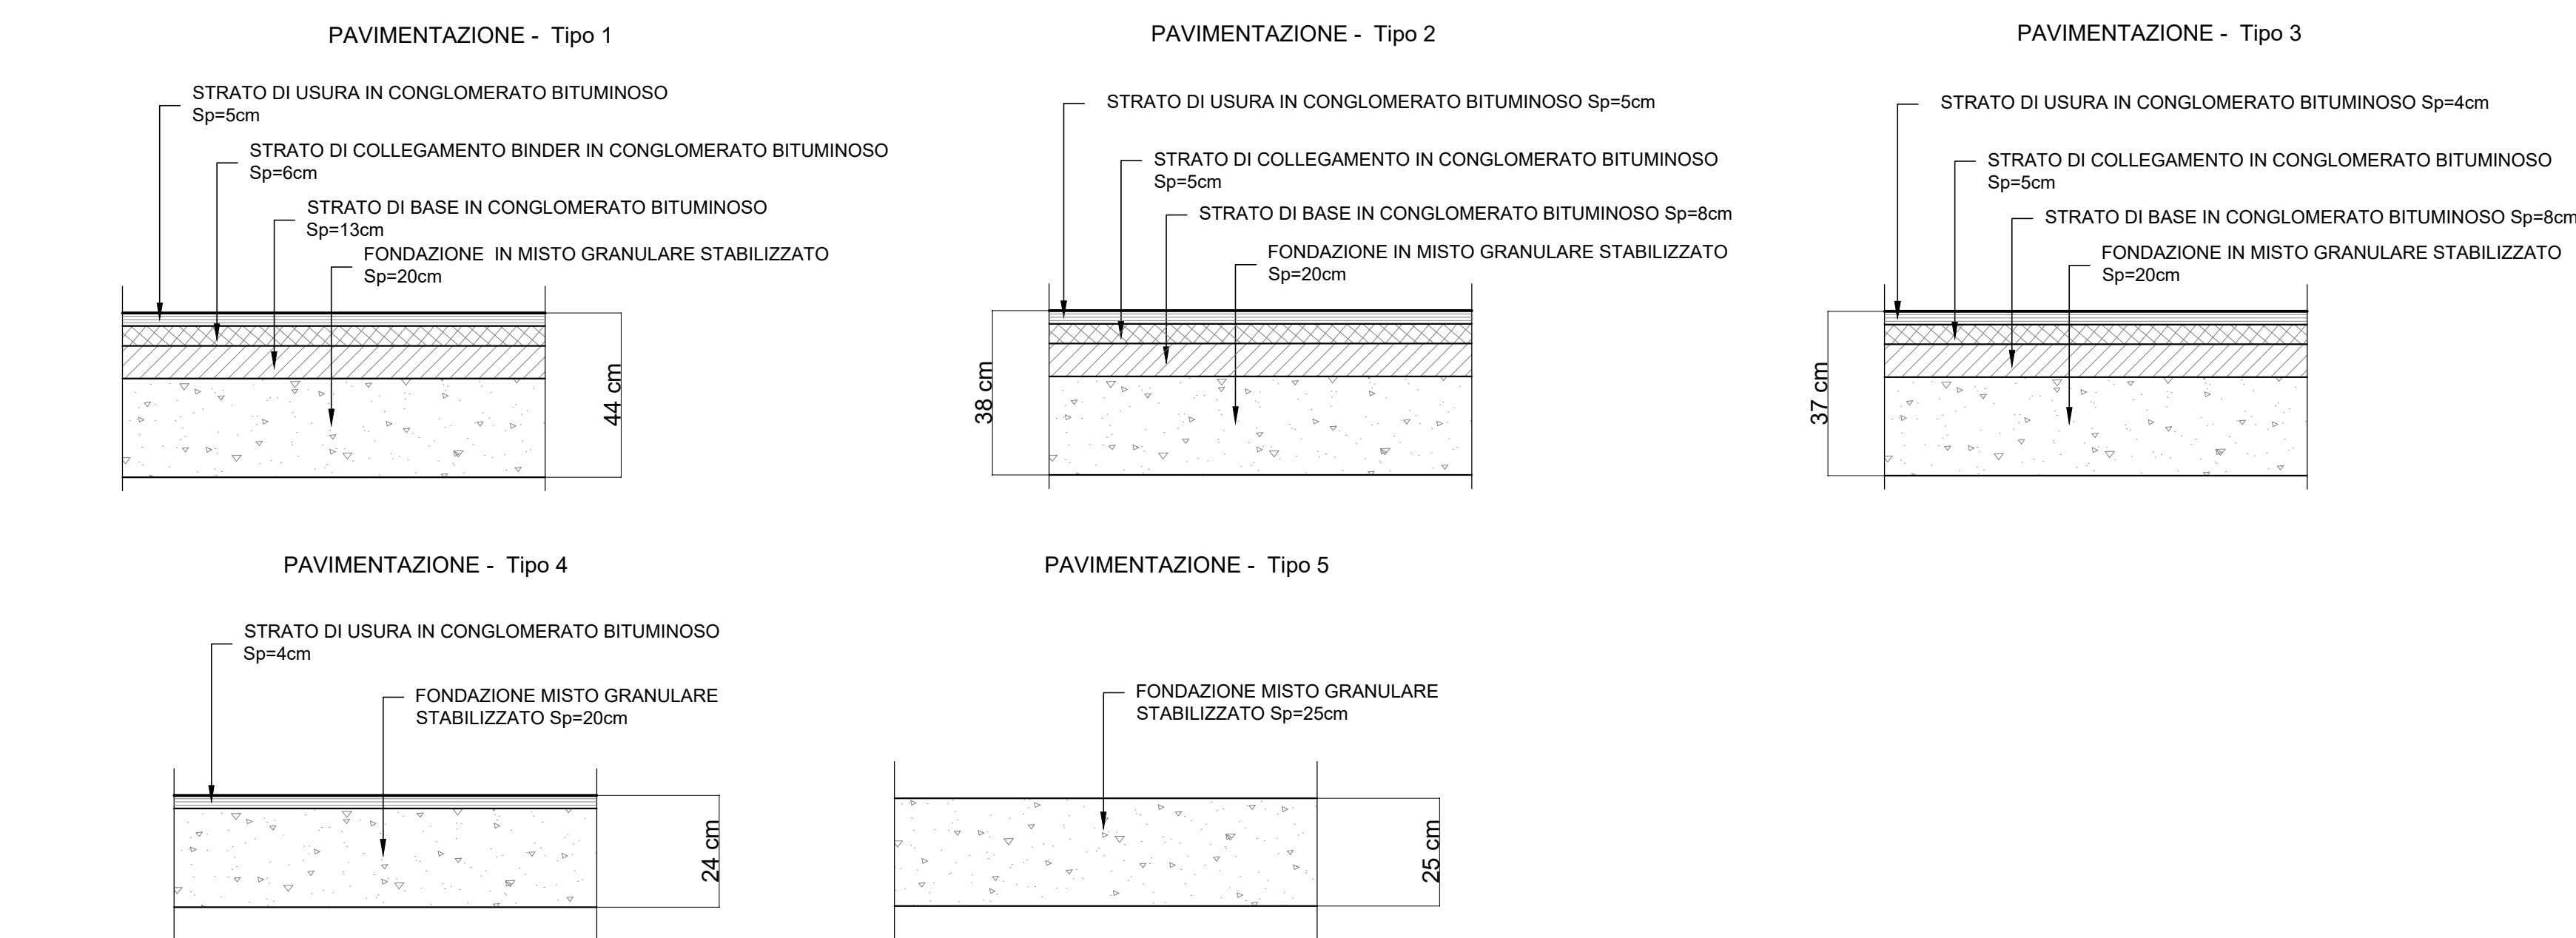 PAVIMENTAZIONE - Tipo 1
STRATO DI USURA IN CONGLOMERATO BITUMINOSO
Sp=5cm
STRATO DI COLLEGAMENTO BINDER IN CONGLOMERATO BITUMINOSO
Sp=6cm
STRATO DI BASE IN CONGLOMERATO BITUMINOSO
Sp=13cm
FONDAZIONE IN MISTO GRANULARE STABILIZZATO
Sp=20cm
44 cm
PAVIMENTAZIONE - Tipo 2
STRATO DI USURA IN CONGLOMERATO BITUMINOSO Sp=5cm
STRATO DI COLLEGAMENTO IN CONGLOMERATO BITUMINOSO
Sp=5cm
STRATO DI BASE IN CONGLOMERATO BITUMINOSO Sp=8cm
FONDAZIONE IN MISTO GRANULARE STABILIZZATO
Sp=20cm
38 cm
PAVIMENTAZIONE - Tipo 3
STRATO DI USURA IN CONGLOMERATO BITUMINOSO Sp=4cm
STRATO DI COLLEGAMENTO IN CONGLOMERATO BITUMINOSO
Sp=5cm
STRATO DI BASE IN CONGLOMERATO BITUMINOSO Sp=8cm
FONDAZIONE IN MISTO GRANULARE STABILIZZATO
Sp=20cm
37 cm
PAVIMENTAZIONE - Tipo 4
STRATO DI USURA IN CONGLOMERATO BITUMINOSO
Sp=4cm
FONDAZIONE MISTO GRANULARE
STABILIZZATO Sp=20cm
24 cm
PAVIMENTAZIONE - Tipo 5
FONDAZIONE MISTO GRANULARE
STABILIZZATO Sp=25cm
25 cm